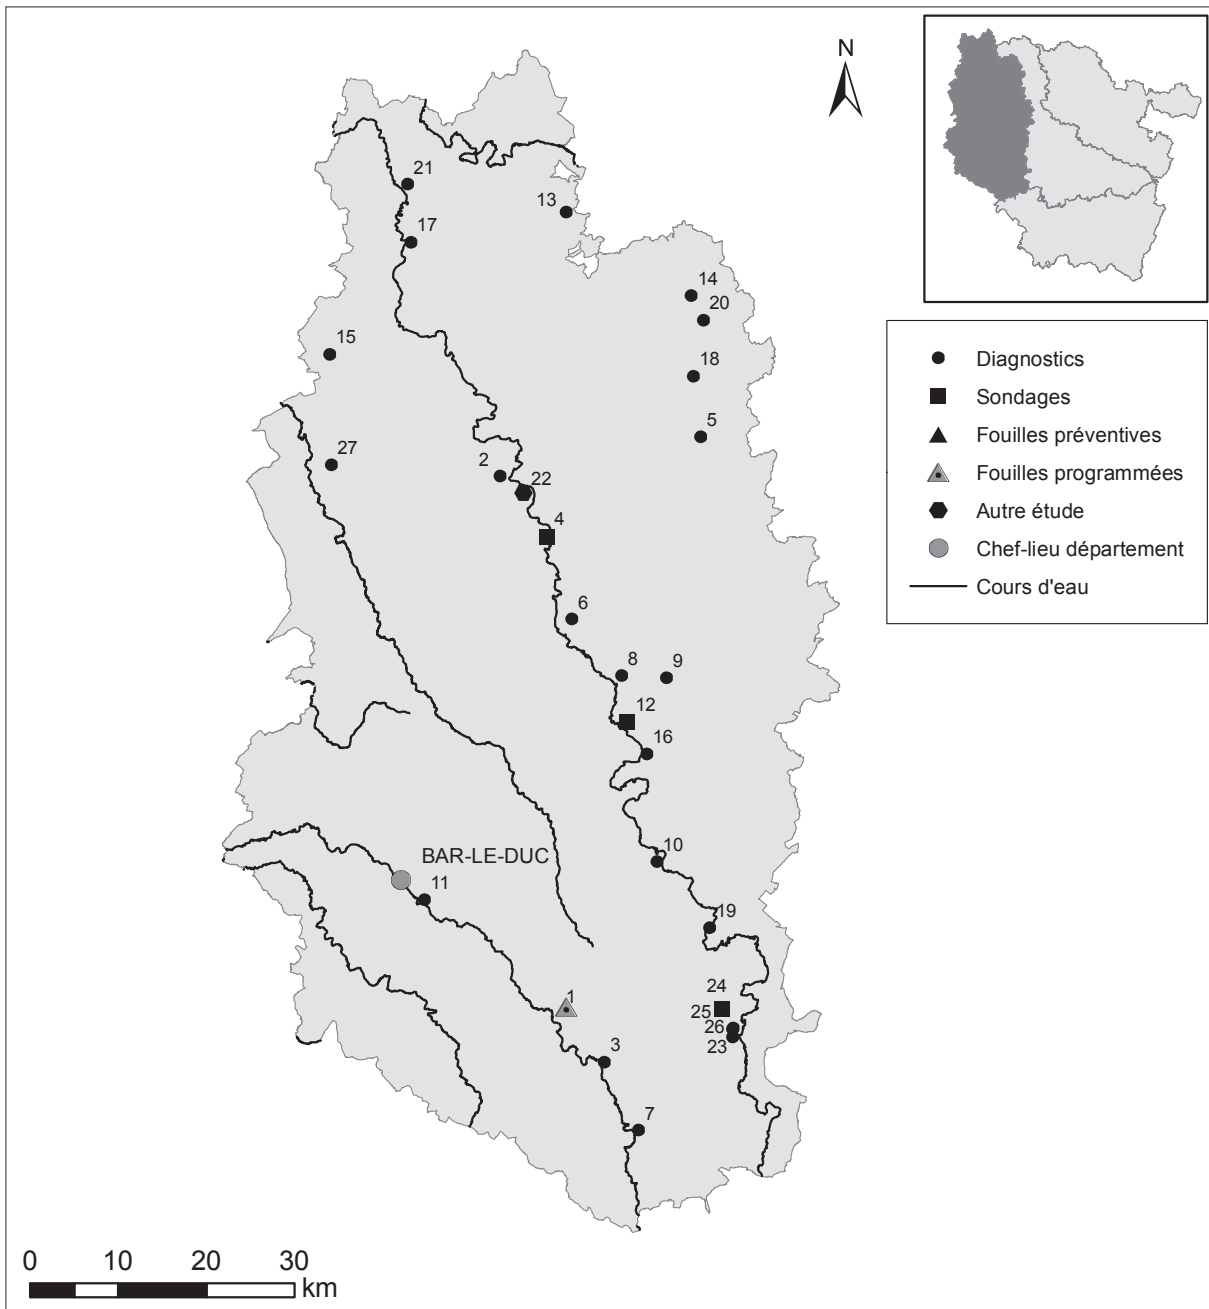 N
21
13
17
14
20
15
18
5
27
2
22
4
6
8
9
12
16
10
BAR-LE-DUC
11
19
24
1
25
26
23
3
7
Diagnostics
Sondages
Fouilles préventives
Fouilles programmées
Autre étude
Chef-lieu département
Cours d'eau
0 10 20 30
km